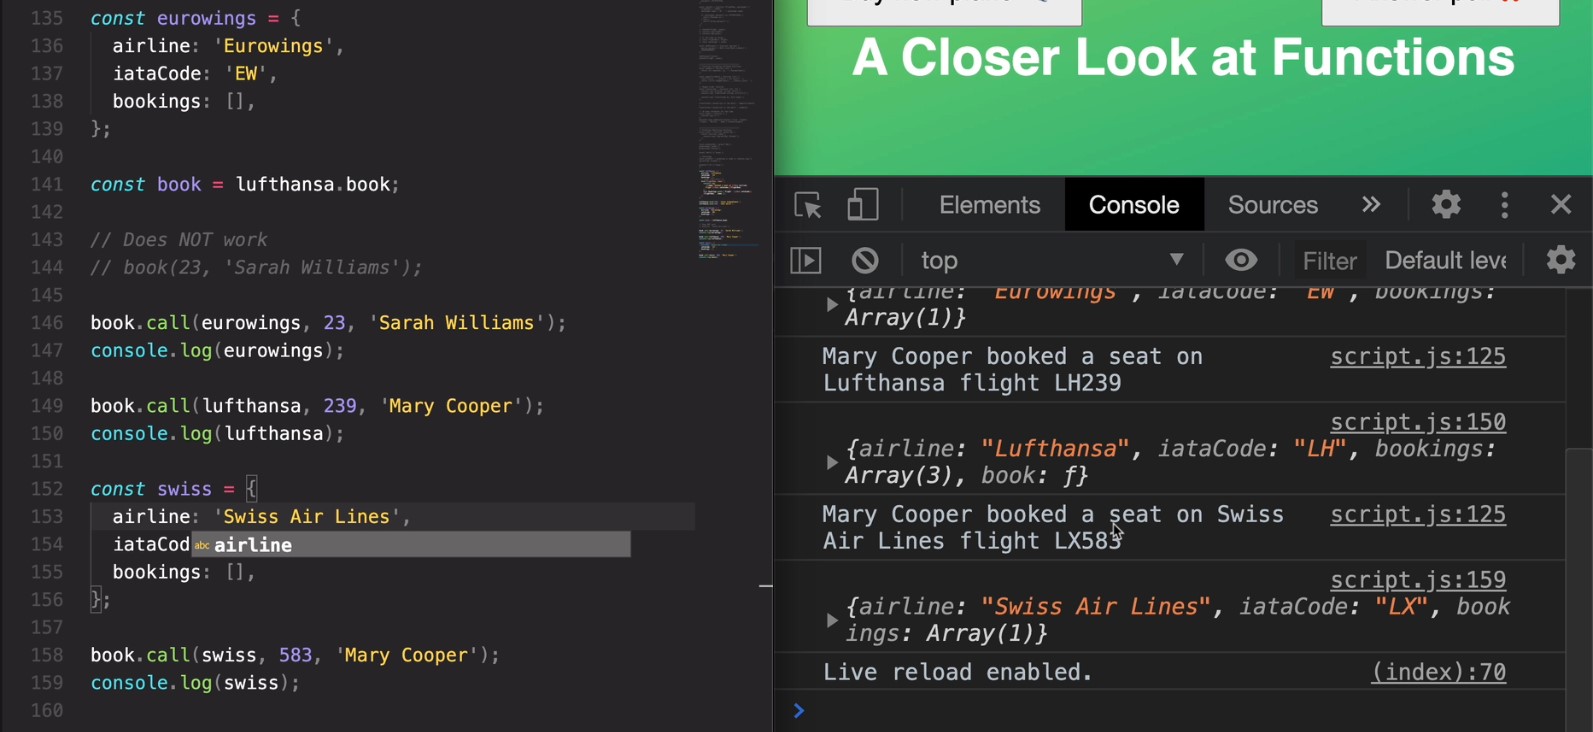 135 const eurowings = {
136 airline: 'Eurowings',
137 iataCode: 'EW',
138 bookings: [],
139 };
140
141 const book = lufthansa.book;
142
143 // Does NOT work
144 // book(23, 'Sarah Williams');
145
146 book.call(eurowings, 23, 'Sarah Williams');
147 console.log(eurowings);
148
149 book.call(lufthansa, 239, 'Mary Cooper');
150 console.log(lufthansa);
151
152 const swiss = {
153 airline: 'Swiss Air Lines',
154 iataCod abc airline
155 bookings: [],
156 };
157
158 book.call(swiss, 583, 'Mary Cooper');
159 console.log(swiss);
160
A Closer Look at Functions
Elements Console Sources »
top Filter Default leve
{airline: "Eurowings", iataCode: "EW", bookings:
Array(1)}
Mary Cooper booked a seat on script.js:125
Lufthansa flight LH239
script.js:150
{airline: "Lufthansa", iataCode: "LH", bookings:
Array(3), book: ƒ}
Mary Cooper booked a seat on Swiss script.js:125
Air Lines flight LX583
script.js:159
{airline: "Swiss Air Lines", iataCode: "LX", book
ings: Array(1)}
Live reload enabled. (index):70